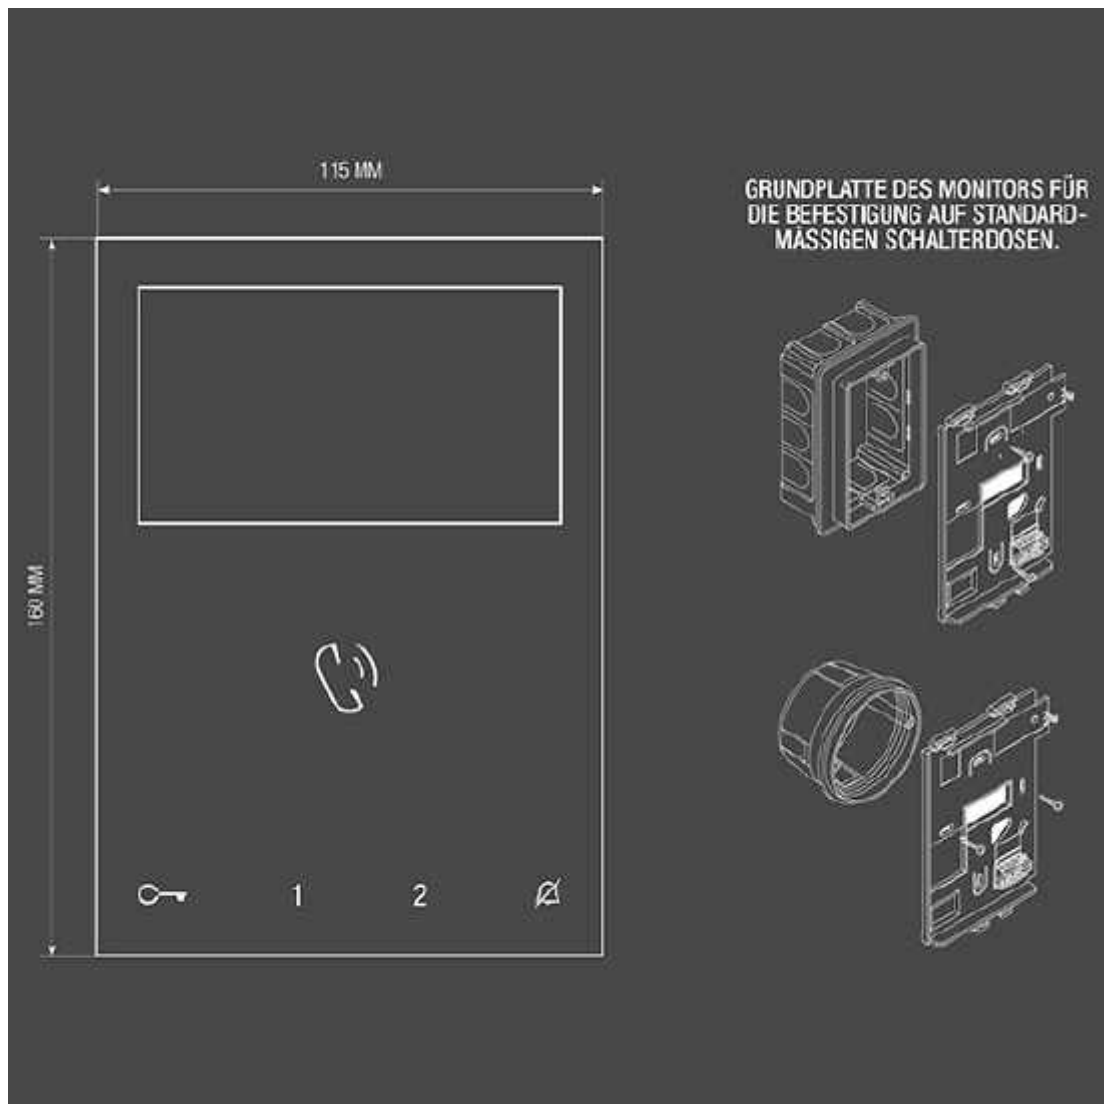 115 MM
GRUNDPLATTE DES MONITORS FÜR
DIE BEFESTIGUNG AUF STANDARD-
MÄSSIGEN SCHALTERDOSEN.
160 MM
1 2